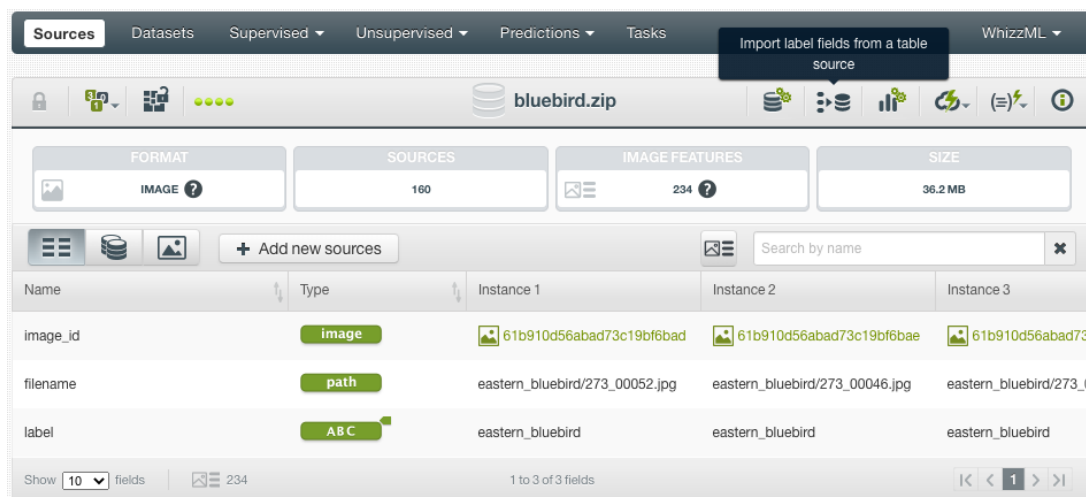 Sources Datasets Supervised Unsupervised Predictions Tasks WhizzML
Import label fields from a table
source
bluebird.zip
FORMAT SOURCES IMAGE FEATURES SIZE
IMAGE ? 160 234 ? 36.2 MB
+ Add new sources Search by name
Name Type Instance 1 Instance 2 Instance 3
image_id image 61b910d56abad73c19bf6bad 61b910d56abad73c19bf6bae 61b910d56abad73
filename path eastern_bluebird/273_00052.jpg eastern_bluebird/273_00046.jpg eastern_bluebird/273_
label ABC eastern_bluebird eastern_bluebird eastern_bluebird
Show 10 fields 234 1 to 3 of 3 fields 1